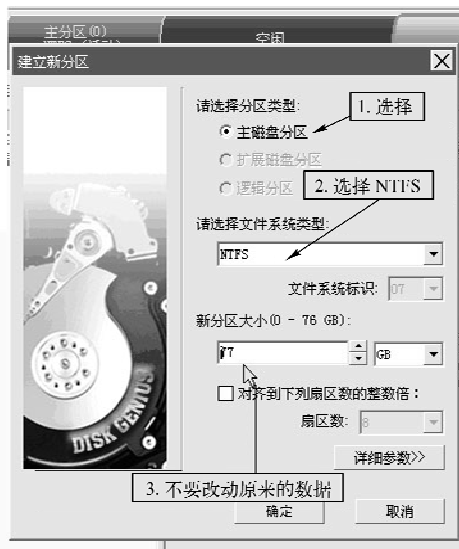 主分区(0)
空闲
建立新分区
请选择分区类型:
1. 选择
主磁盘分区
扩展磁盘分区
逻辑分区
2. 选择 NTFS
请选择文件系统类型:
NTFS
文件系统标识: 07
新分区大小(0 - 76 GB):
77 GB
对齐到下列扇区数的整数倍：
扇区数: 8
DISK GENIUS
详细参数>>
3. 不要改动原来的数据
确定 取消